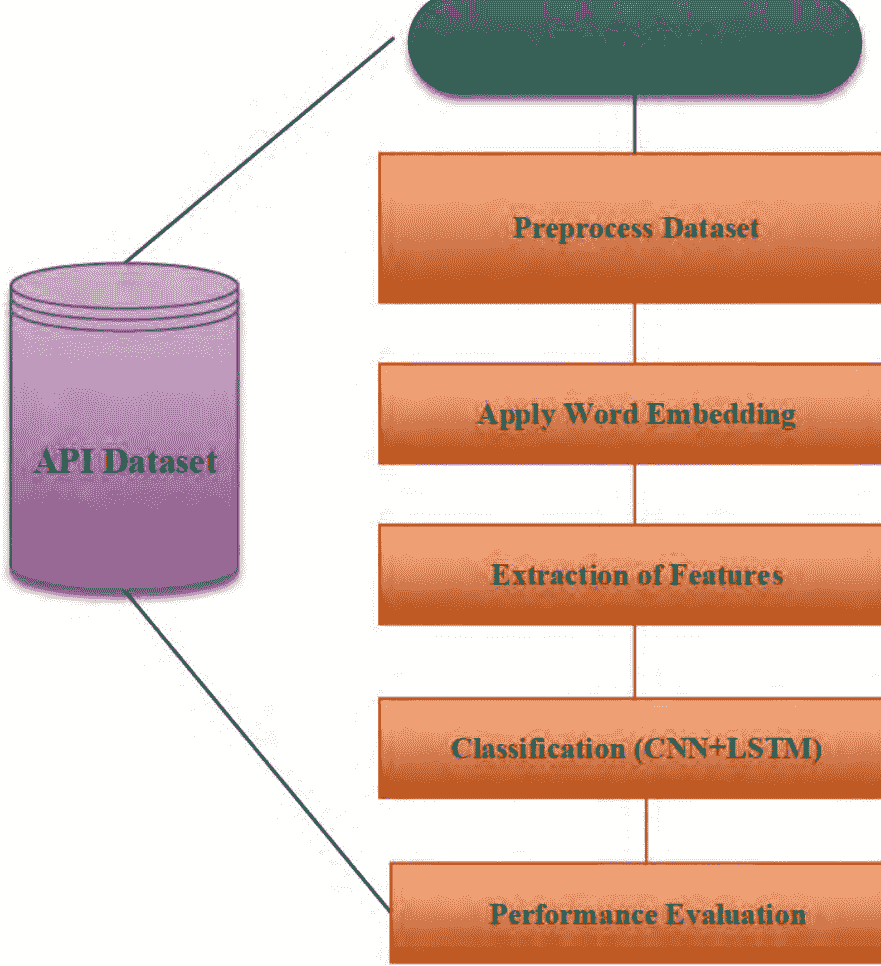 Preprocess Dataset
Apply Word Embedding
API Dataset
Extraction of Features
Classification (CNN+LSTM)
Performance Evaluation